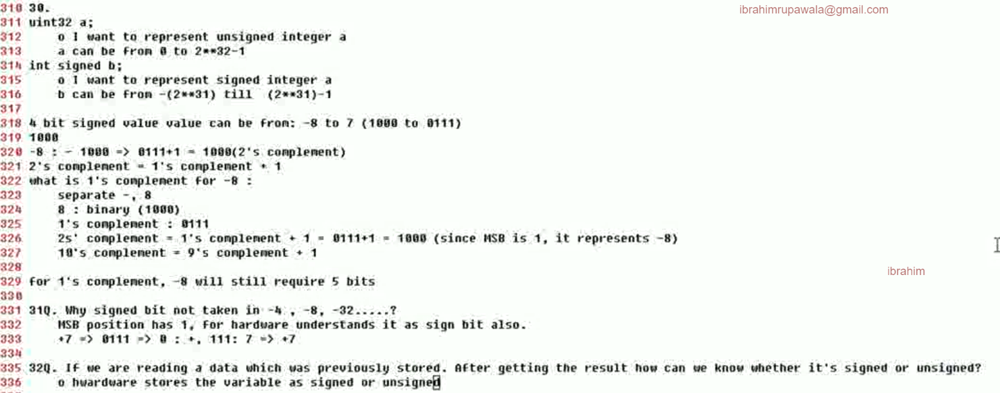 ibrahimrupawala@gmail.com
310 30.
311 uint32 a;
312 o I want to represent unsigned integer a
313 a can be from 0 to 2**32-1
314 int signed b;
315 o I want to represent signed integer a
316 b can be from -(2**31) till (2**31)-1
317
318 4 bit signed value value can be from: -8 to 7 (1000 to 0111)
319 1000
320 -8 : - 1000 => 0111+1 = 1000(2's complement)
321 2's complement = 1's complement + 1
322 what is 1's complement for -8 :
323 separate -, 8
324 8 : binary (1000)
325 1's complement : 0111
326 2s' complement = 1's complement + 1 = 0111+1 = 1000 (since MSB is 1, it represents -8)
327 10's complement = 9's complement + 1
328
ibrahim
329 for 1's complement, -8 will still require 5 bits
330
331 31Q. Why signed bit not taken in -4 , -8, -32.....?
332 MSB position has 1, For hardware understands it as sign bit also.
333 +7 => 0111 => 0 : +, 111: 7 => +7
334
335 32Q. If we are reading a data which was previously stored. After getting the result how can we know whether it's signed or unsigned?
336 o hwardware stores the variable as signed or unsigned